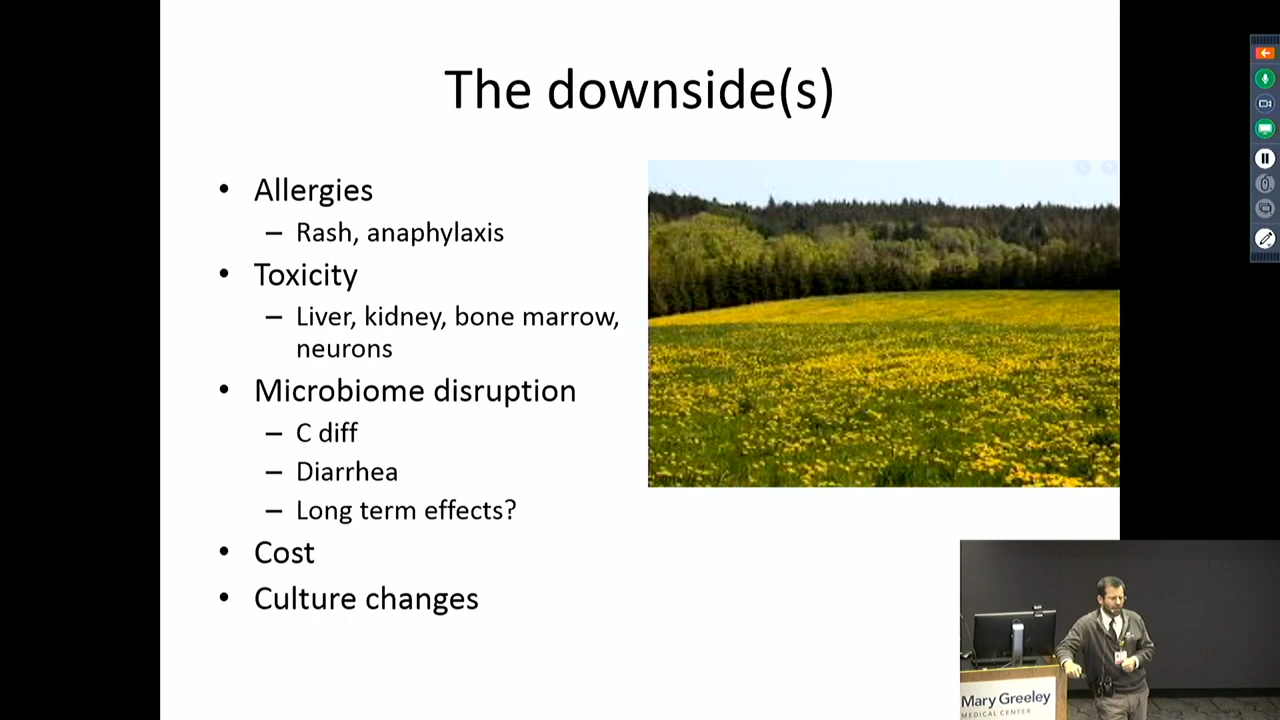 The downside(s)
• Allergies
– Rash, anaphylaxis
• Toxicity
– Liver, kidney, bone marrow,
neurons
• Microbiome disruption
– C diff
– Diarrhea
– Long term effects?
• Cost
• Culture changes
Mary Greeley
MEDICAL CENTER